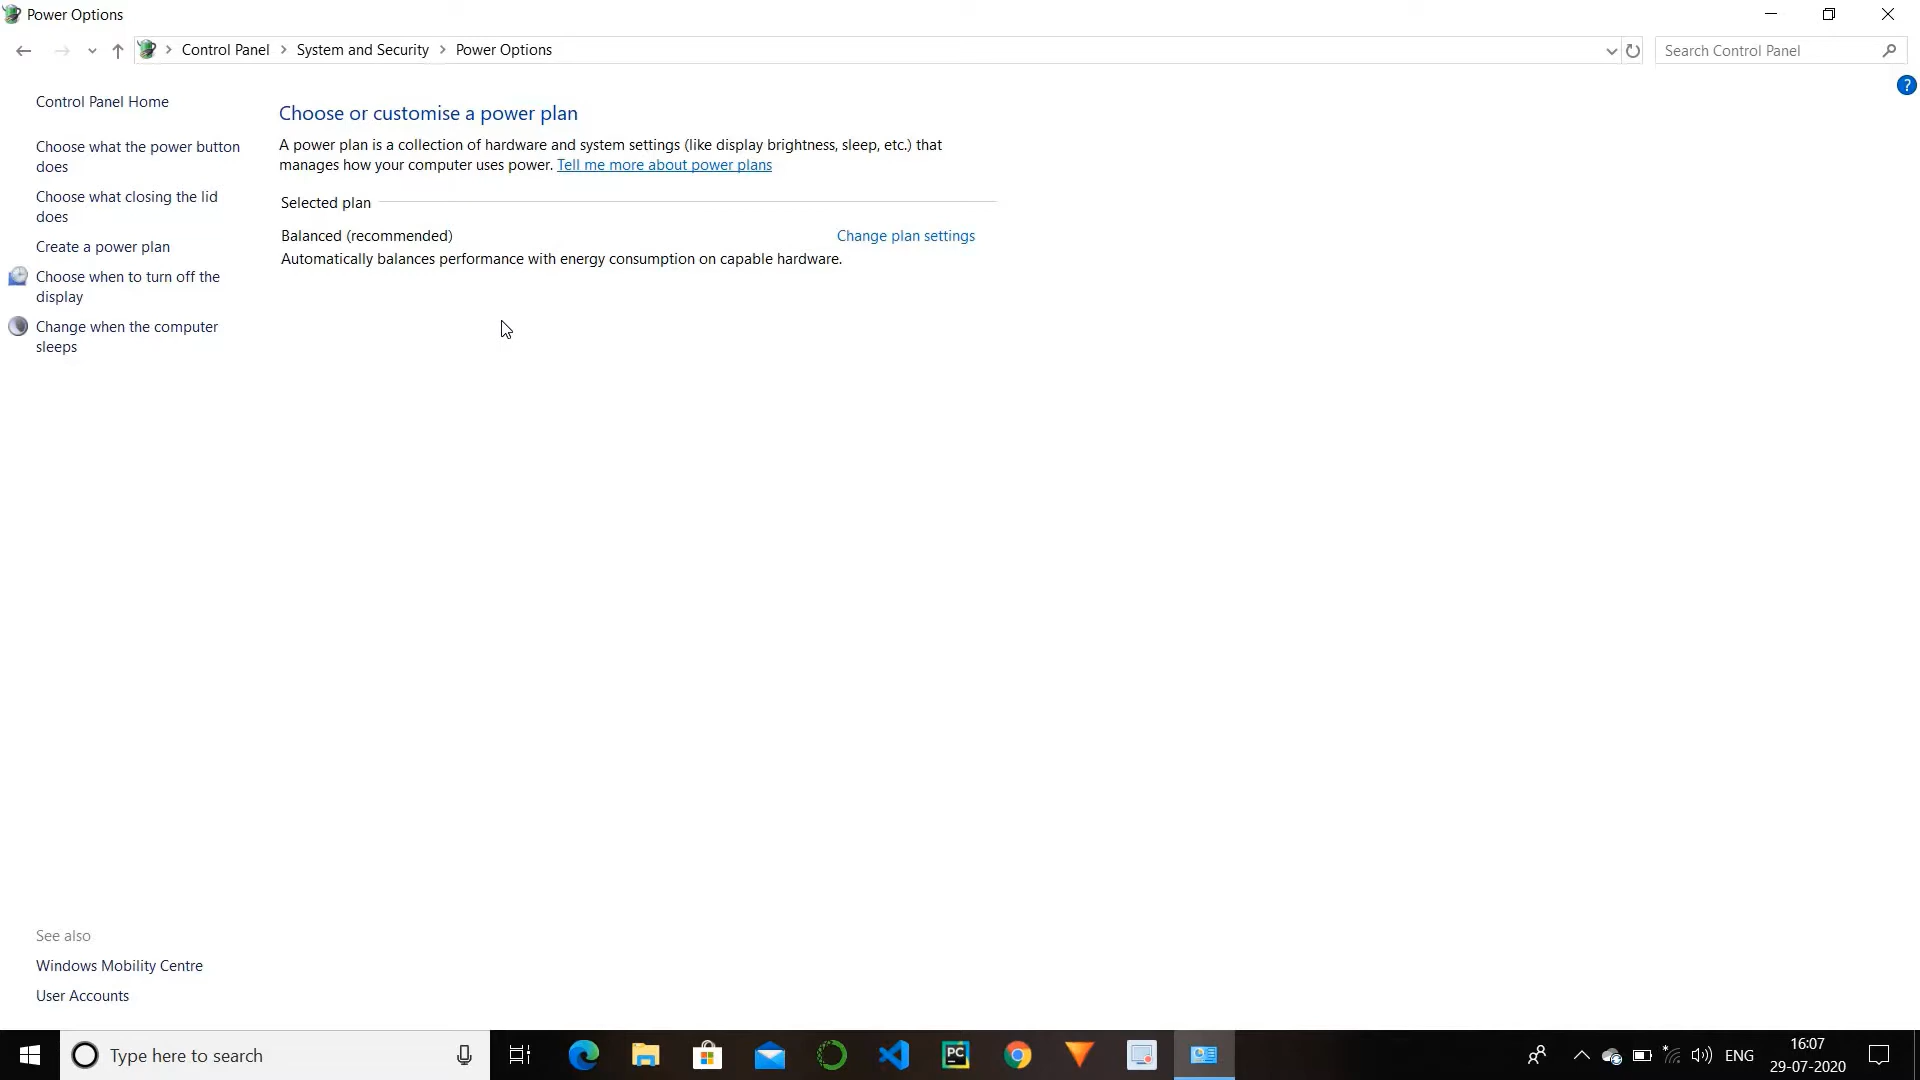 Power Options
Control Panel > System and Security > Power Options
Search Control Panel
?
Control Panel Home
Choose what the power button
does
Choose what closing the lid
does
Create a power plan
Choose when to turn off the
display
Change when the computer
sleeps
Choose or customise a power plan
A power plan is a collection of hardware and system settings (like display brightness, sleep, etc.) that
manages how your computer uses power. Tell me more about power plans
Selected plan
Balanced (recommended) Change plan settings
Automatically balances performance with energy consumption on capable hardware.
See also
Windows Mobility Centre
User Accounts
Type here to search
PC
ENG
16:07
29-07-2020